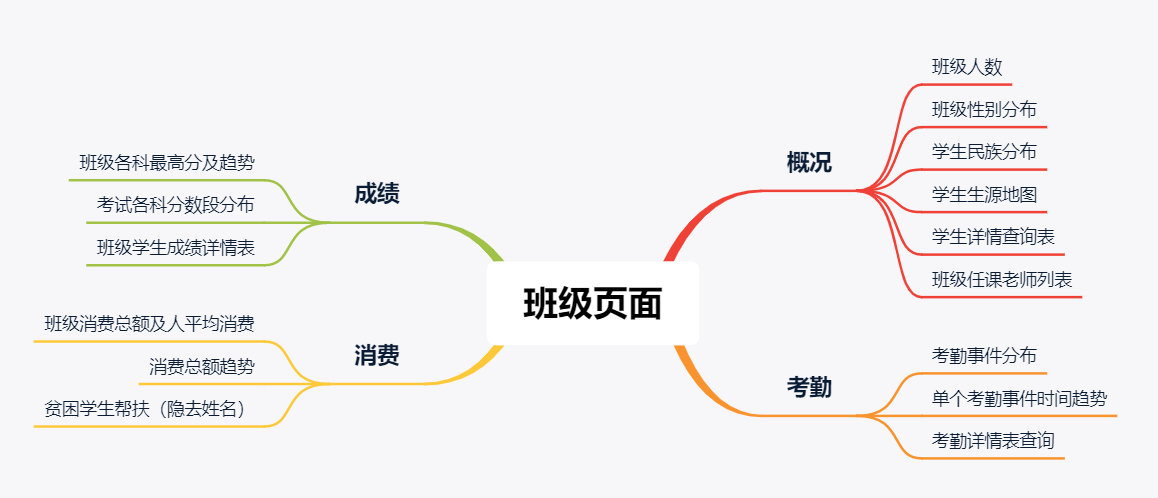 班级页面
概况
班级人数
班级性别分布
学生民族分布
学生生源地图
学生详情查询表
班级任课老师列表
考勤
考勤事件分布
单个考勤事件时间趋势
考勤详情表查询
成绩
班级各科最高分及趋势
考试各科分数段分布
班级学生成绩详情表
消费
班级消费总额及人平均消费
消费总额趋势
贫困学生帮扶（隐去姓名）